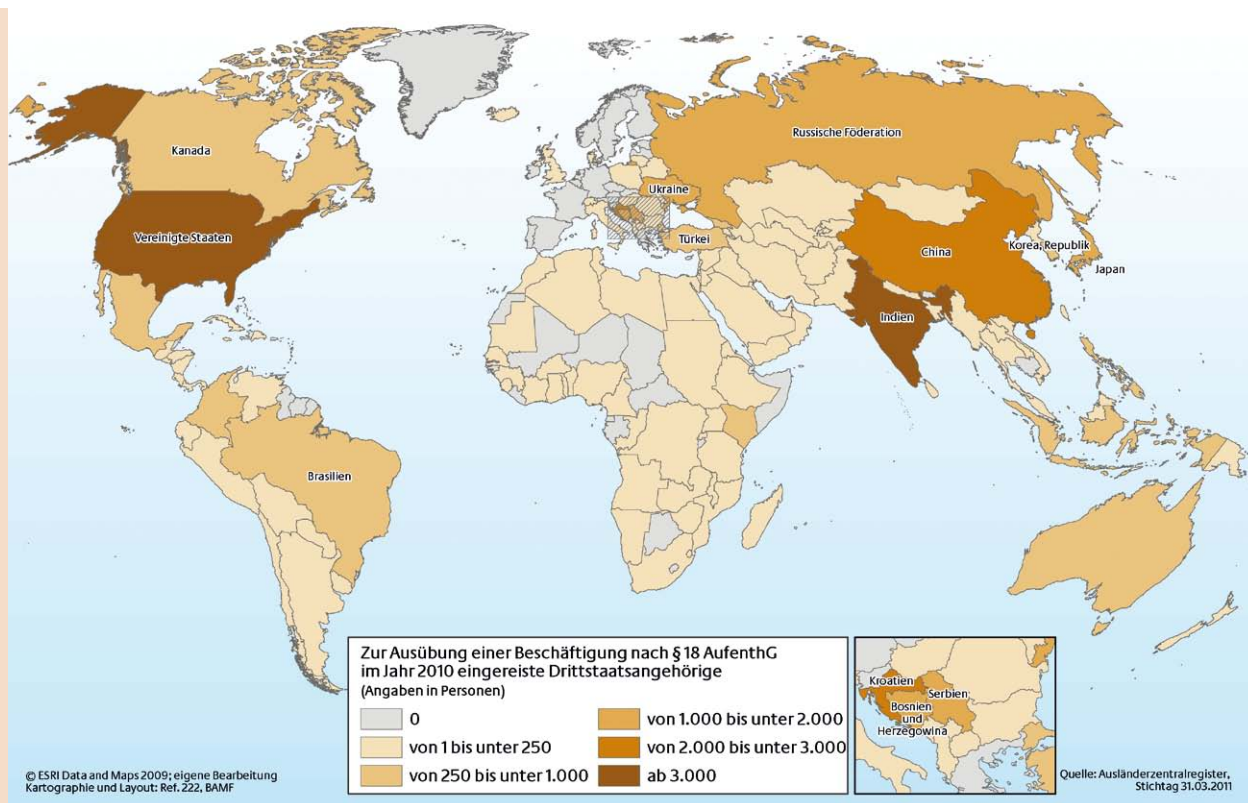 Kanada
Russische Föderation
Ukraine
Vereinigte Staaten
Türkei
China
Korea, Republik
Japan
Indien
Brasilien
Zur Ausübung einer Beschäftigung nach § 18 AufenthG
im Jahr 2010 eingereiste Drittstaatsangehörige
(Angaben in Personen)
0
von 1 bis unter 250
von 250 bis unter 1.000
von 1.000 bis unter 2.000
von 2.000 bis unter 3.000
ab 3.000
Kroatien
Serbien
Bosnien
und
Herzegowina
© ESRI Data and Maps 2009; eigene Bearbeitung
Kartographie und Layout: Ref. 222, BAMF
Quelle: Ausländerzentralregister,
Stichtag 31.03.2011